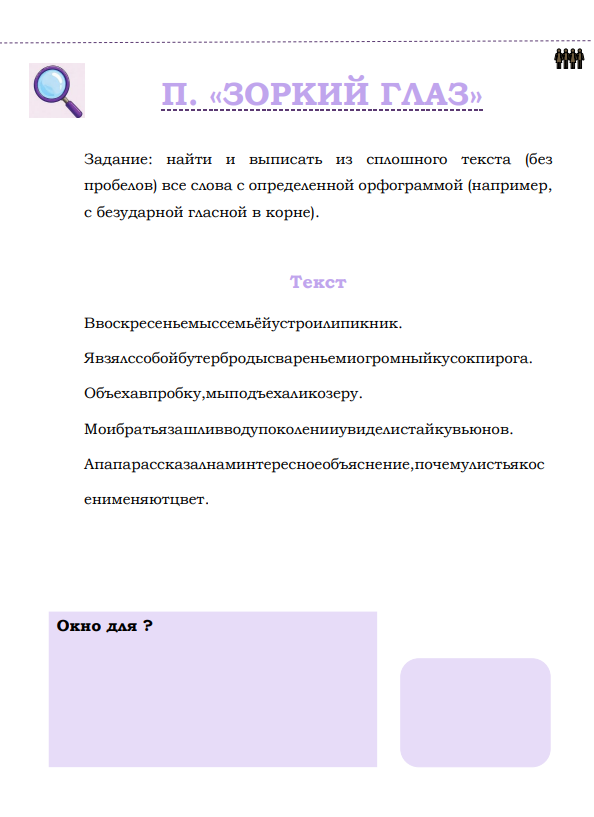 П. «ЗОРКИЙ ГЛАЗ»
Задание: найти и выписать из сплошного текста (без
пробелов) все слова с определенной орфограммой (например,
с безударной гласной в корне).
Текст
Ввоскресеньемыссемьёйустроилипикник.
Явзялссобойбутербродысвареньемиогромныйкусокпирога.
Объехавпробку,мыподъехаликозеру.
Моибратьязашливводупоколениииувиделистайкувьюнов.
Апапарассказалнаминтересноеобъяснение,почемулистьякос
енименяютцвет.
Окно для ?